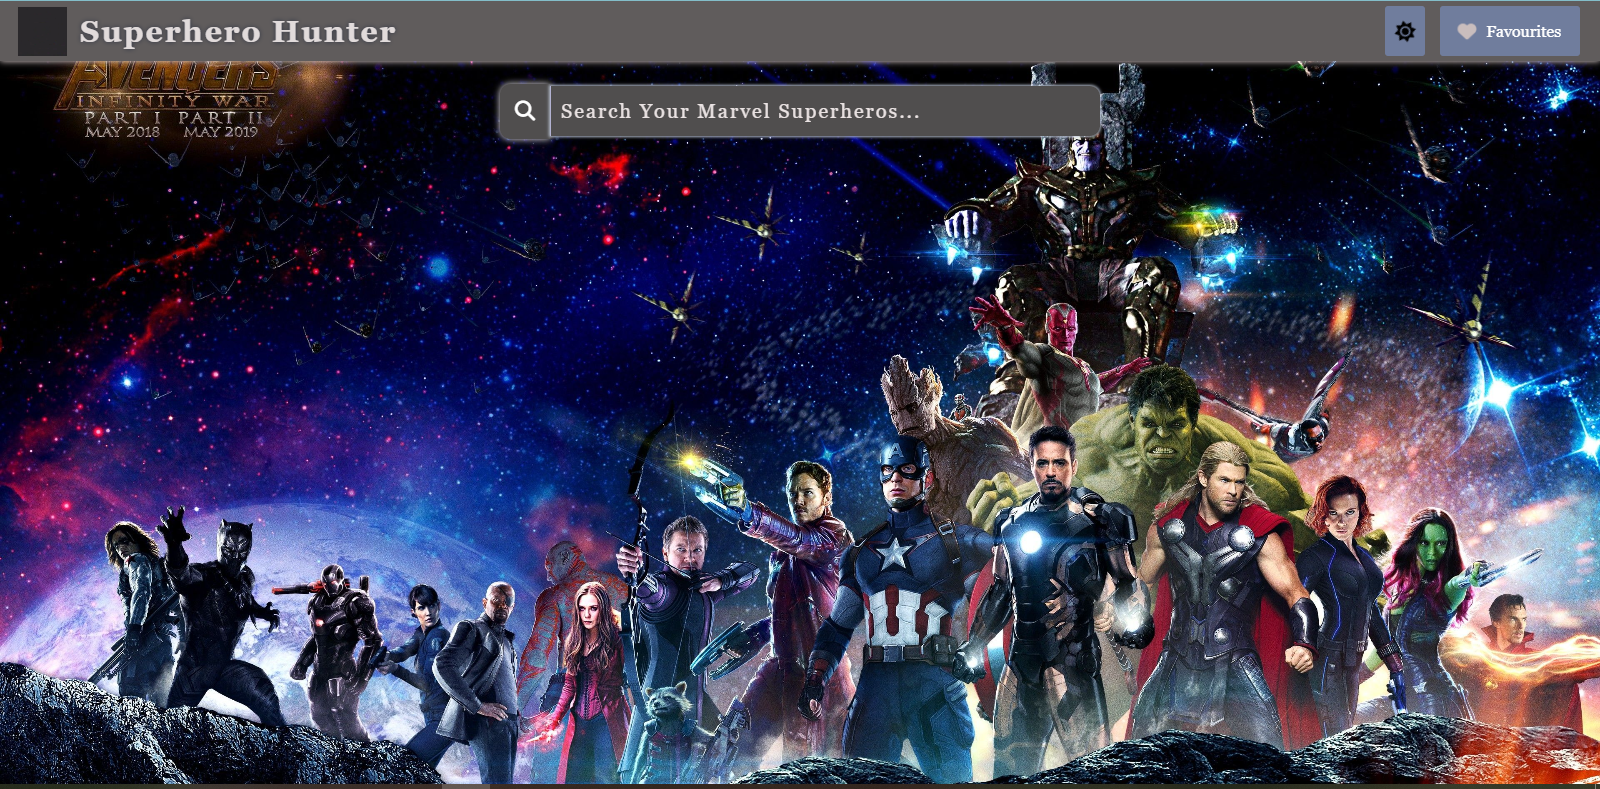 Superhero Hunter
Favourites
AVENGERS
INFINITY WAR
PART I PART II
MAY 2018 MAY 2019
Search Your Marvel Superheros...